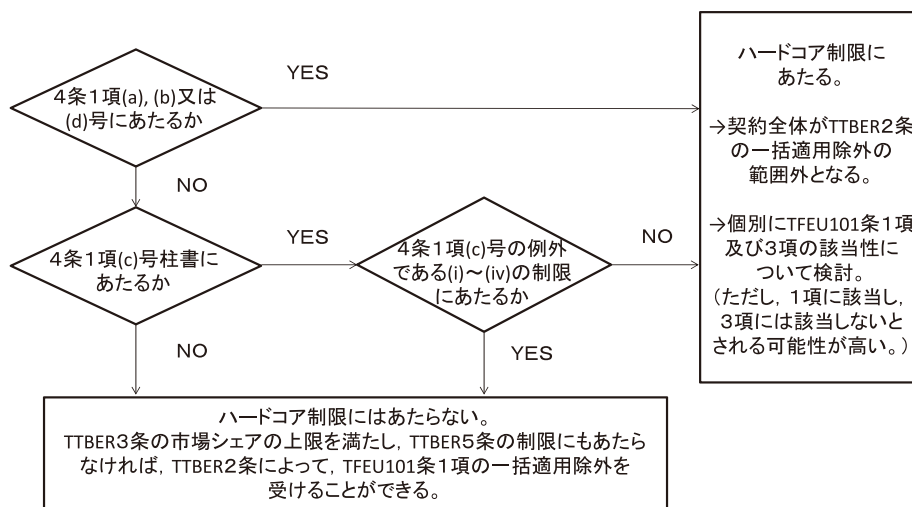 4条1項(a), (b)又は
(d)号にあたるか
YES
NO
4条1項(c)号柱書に
あたるか
YES
NO
4条1項(c)号の例外
である(i)～(iv)の制限
にあたるか
NO
YES
ハードコア制限に
あたる。
→契約全体がTTBER2条
の一括適用除外の
範囲外となる。
→個別にTFEU101条1項
及び3項の該当性に
ついて検討。
(ただし，1項に該当し，
3項には該当しないと
される可能性が高い。)
ハードコア制限にはあたらない。
TTBER3条の市場シェアの上限を満たし，TTBER5条の制限にもあたら
なければ，TTBER2条によって，TFEU101条1項の一括適用除外を
受けることができる。